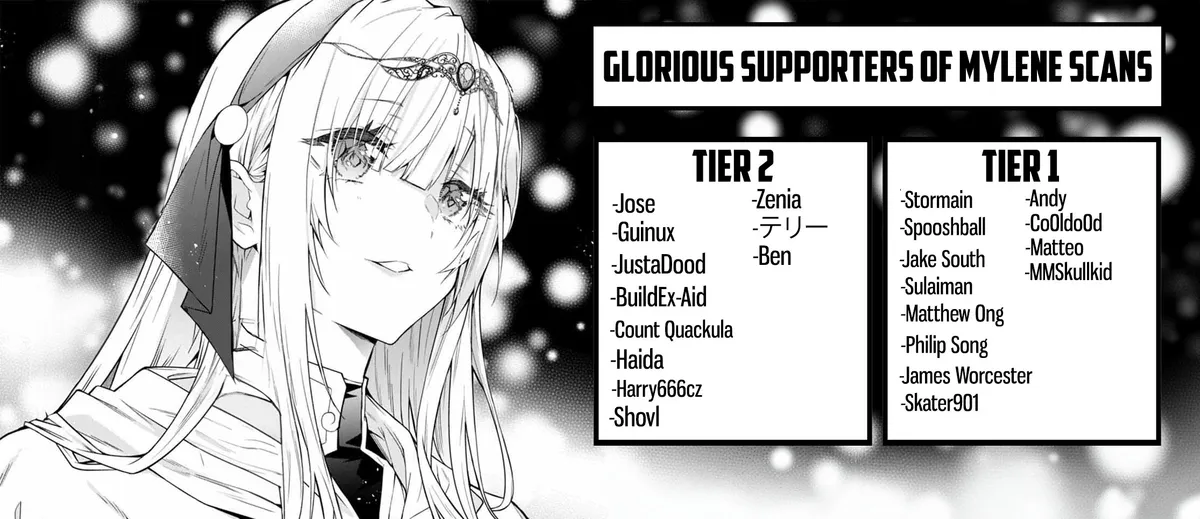 GLORIOUS SUPPORTERS OF MYLENE SCANS
TIER 2
-Jose
-Guinux
-JustaDood
-BuildEx-Aid
-Count Quackula
-Haida
-Harry666cz
-Shovl
-Zenia
-テリー
-Ben
TIER 1
-Stormain
-Spooshball
-Jake South
-Sulaiman
-Matthew Ong
-Philip Song
-James Worcester
-Skater901
-Andy
-Co0ldo0d
-Matteo
-MMSkullkid